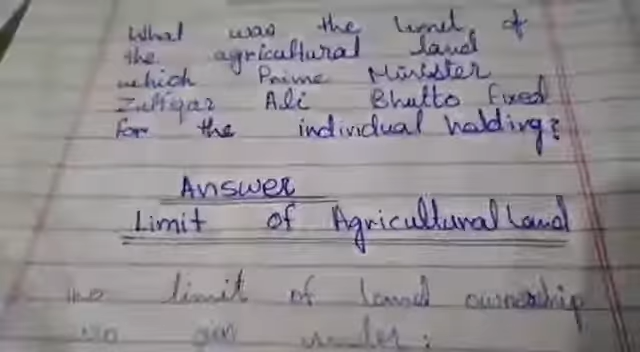 What was the limit of
the agricultural land
which Prime Minister
Zulfiqar Ali Bhutto fixed
for the individual holding?
Answer
Limit of Agricultural Land
limit of land ownership
under: